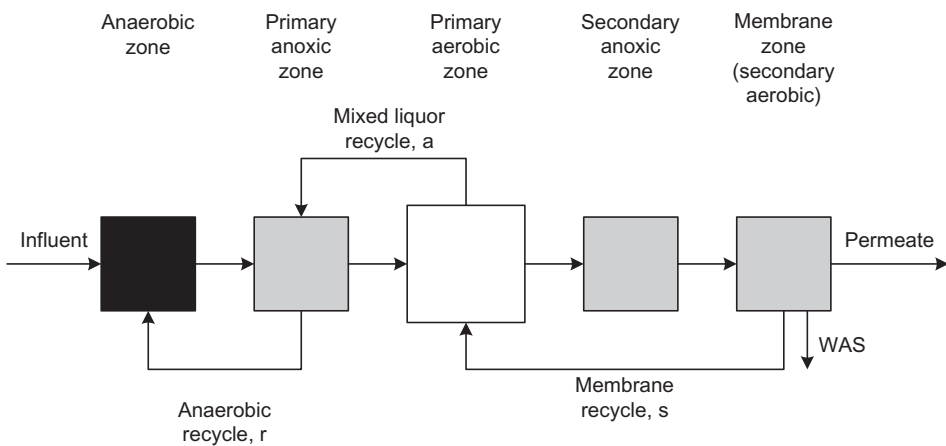 Anaerobic
zone
Primary
anoxic
zone
Primary
aerobic
zone
Secondary
anoxic
zone
Membrane
zone
(secondary
aerobic)
Mixed liquor
recycle, a
Influent
Permeate
WAS
Anaerobic
recycle, r
Membrane
recycle, s